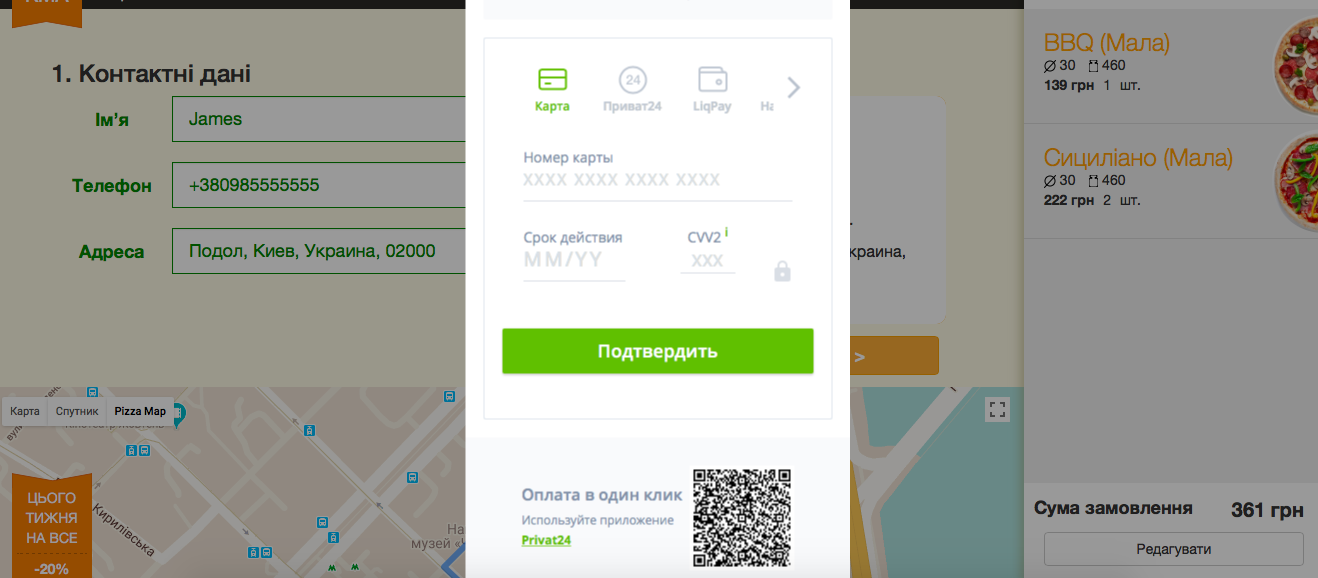 1. Контактні дані
Ім'я
James
Телефон
+380985555555
Адреса
Подол, Киев, Украина, 02000
Карта
Приват24
24
LiqPay
На
Номер карты
XXXX XXXX XXXX XXXX
Срок действия
MM/YY
CVV2 i
XXX
Подтвердить
Оплата в один клик
Используйте приложение
Privat24
краина,
>
BBQ (Мала)
30 460
139 грн 1 шт.
Сициліано (Мала)
30 460
222 грн 2 шт.
Сума замовлення 361 грн
Редагувати
Карта Спутник Pizza Map
Кирилівська
На
музей «Ч
ЦЬОГО
ТИЖНЯ
НА ВСЕ
-20%